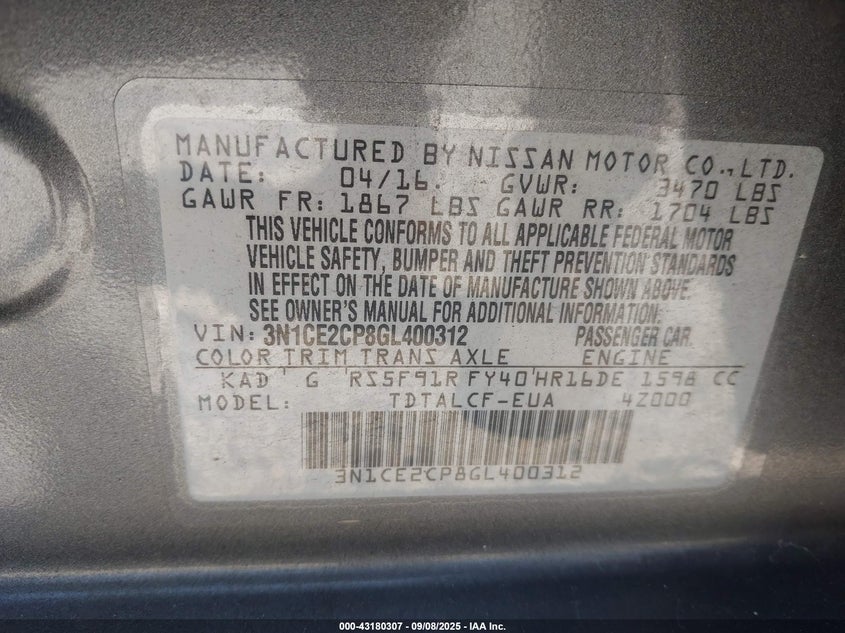 MANUFACTURED BY NISSAN MOTOR CO.,LTD.
DATE: 04/16. GVWR: 3470 LBS
GAWR FR: 1867 LBS GAWR RR: 1704 LBS
THIS VEHICLE CONFORMS TO ALL APPLICABLE FEDERAL MOTOR
VEHICLE SAFETY, BUMPER AND THEFT PREVENTION STANDARDS
IN EFFECT ON THE DATE OF MANUFACTURE SHOWN ABOVE.
SEE OWNER'S MANUAL FOR ADDITIONAL INFORMATION.
VIN: 3N1CE2CP8GL400312 PASSENGER CAR.
COLOR TRIM TRANS AXLE ENGINE
KAD ' G 'RS5F91R FY40'HR16DE 1598 CC
MODEL: TDTALCF-EUA 4Z000
3N1CE2CP8GL400312
000-43180307 - 09/08/2025 - IAA Inc.